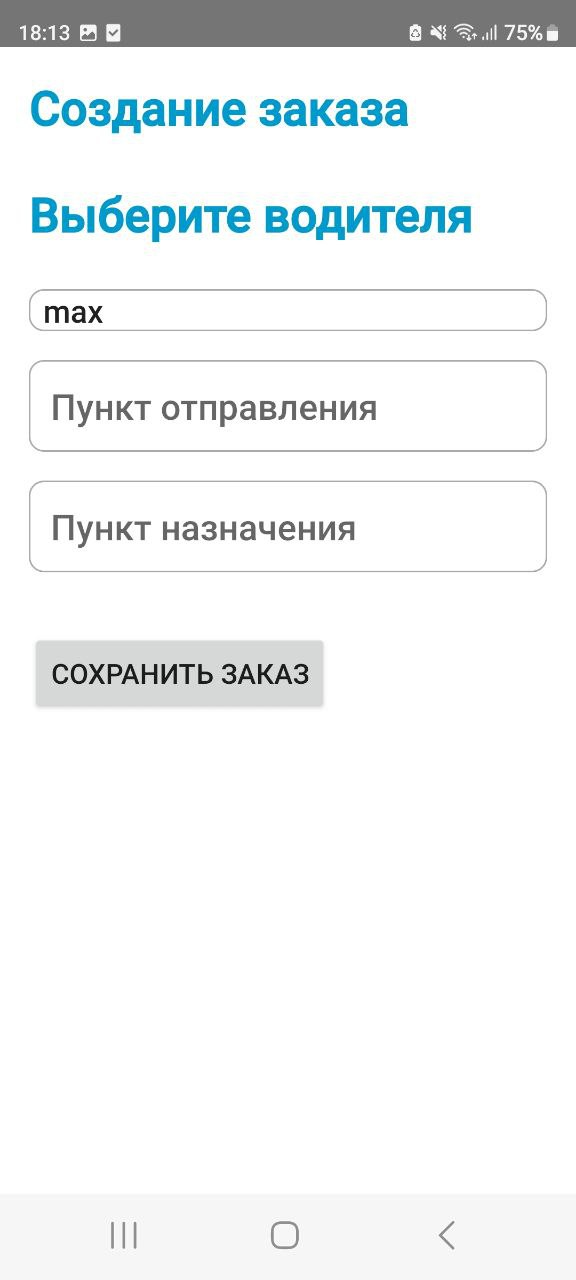 18:13
75%
Создание заказа
Выберите водителя
max
Пункт отправления
Пункт назначения
СОХРАНИТЬ ЗАКАЗ